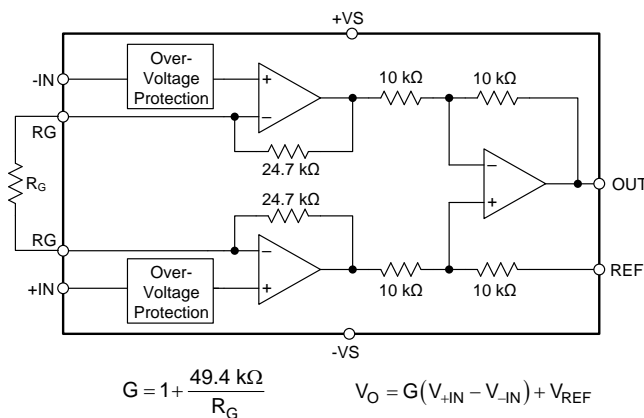 +VS
-IN
Over-
Voltage
Protection
+
−
10 kΩ
10 kΩ
RG
24.7 kΩ
RG
−
+
OUT
24.7 kΩ
RG
−
+
+IN
Over-
Voltage
Protection
10 kΩ
10 kΩ
REF
-VS
G = 1 + 49.4 kΩ / RG
VO = G(V+IN − V−IN) + VREF